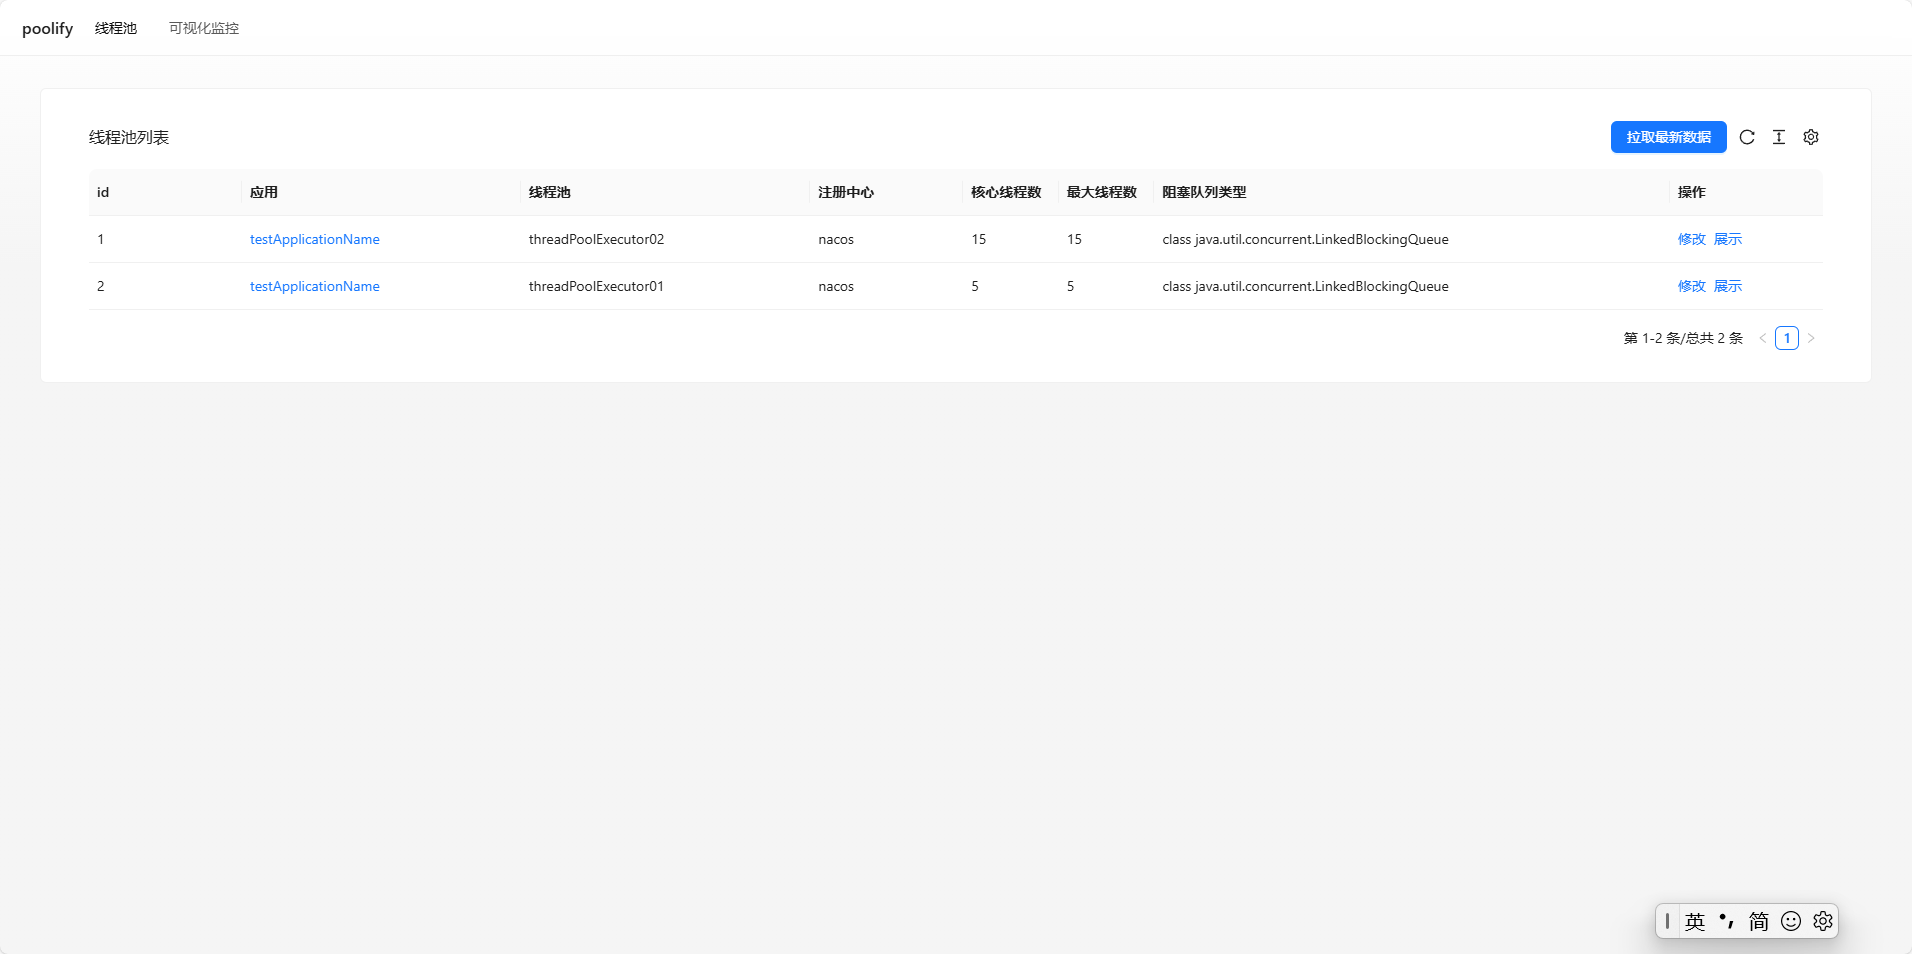 poolify 线程池 可视化监控
线程池列表 拉取最新数据
id 应用 线程池 注册中心 核心线程数 最大线程数 阻塞队列类型 操作
1 testApplicationName threadPoolExecutor02 nacos 15 15 class java.util.concurrent.LinkedBlockingQueue 修改 展示
2 testApplicationName threadPoolExecutor01 nacos 5 5 class java.util.concurrent.LinkedBlockingQueue 修改 展示
第 1-2 条/总共 2 条 < 1 >
英 •, 简